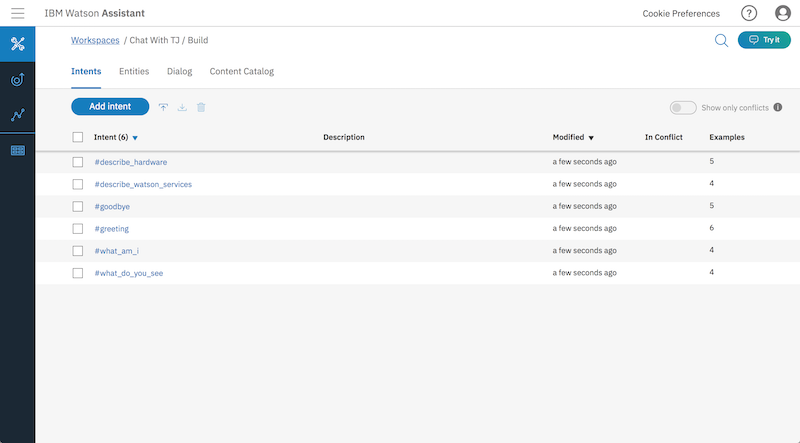 IBM Watson Assistant
Cookie Preferences
?
Workspaces / Chat With TJ / Build
Try it
Intents Entities Dialog Content Catalog
Add intent
Show only conflicts i
Intent (6) ▼ Description Modified ▼ In Conflict Examples
#describe_hardware a few seconds ago 5
#describe_watson_services a few seconds ago 4
#goodbye a few seconds ago 5
#greeting a few seconds ago 6
#what_am_i a few seconds ago 4
#what_do_you_see a few seconds ago 4